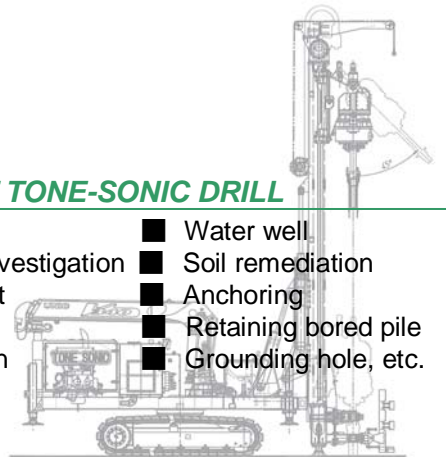 TONE-SONIC DRILL
■ Water well
vestigation ■ Soil remediation
t ■ Anchoring
■ Retaining bored pile
n ■ Grounding hole, etc.
TONE SONIC